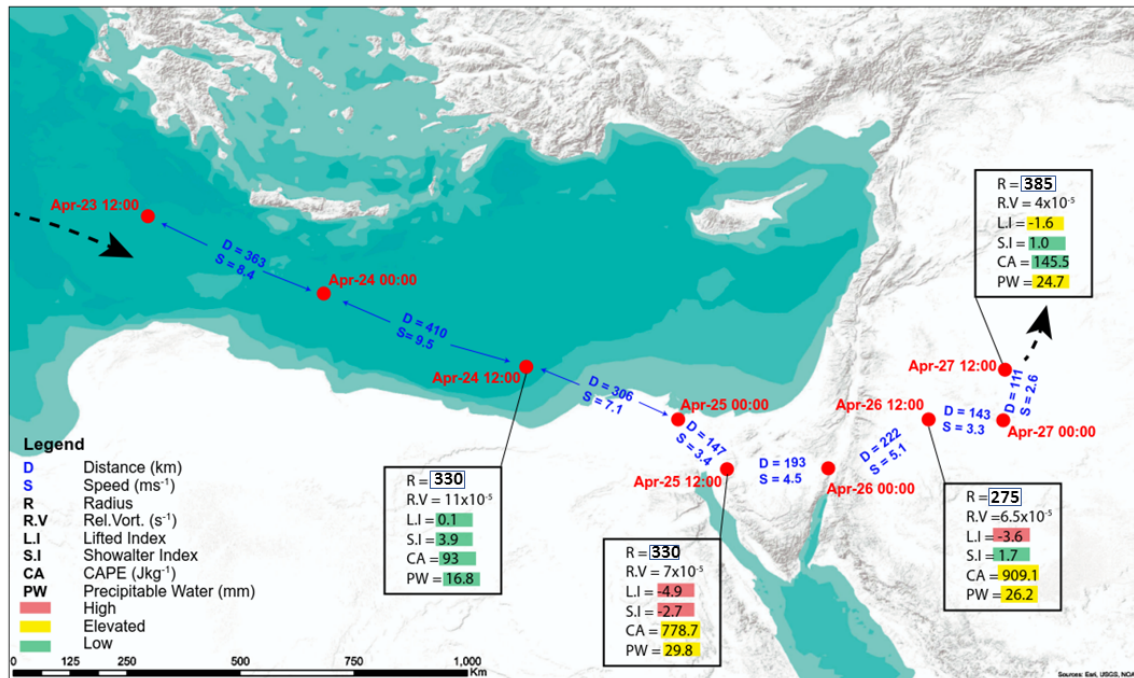 Apr-23 12:00
D = 363
S = 8.4
Apr-24 00:00
D = 410
S= 9.5
Apr-24 12:00
D = 306
S = 7.1
Apr-25 00:00
D = 147
S = 3.4
Apr-25 12:00
D = 193
S = 4.5
Apr-26 00:00
D = 222
S = 5.1
Apr-26 12:00
D = 143
S = 3.3
Apr-27 00:00
D = 111
S = 2.6
Apr-27 12:00
R = 385
R.V = 4x10⁻⁵
L.I = -1.6
S.I = 1.0
CA = 145.5
PW = 24.7
R = 330
R.V = 11x10⁻⁵
L.I = 0.1
S.I = 3.9
CA = 93
PW = 16.8
R = 330
R.V = 7x10⁻⁵
L.I = -4.9
S.I = -2.7
CA = 778.7
PW = 29.8
R = 275
R.V =6.5x10⁻⁵
L.I = -3.6
S.I = 1.7
CA = 909.1
PW = 26.2
Legend
D Distance (km)
S Speed (ms⁻¹)
R Radius
R.V Rel.Vort. (s⁻¹)
L.I Lifted Index
S.I Showalter Index
CA CAPE (Jkg⁻¹)
PW Precipitable Water (mm)
High
Elevated
Low
0 125 250 500 750 1,000
Km
Sources: Esri, USGS, NOA